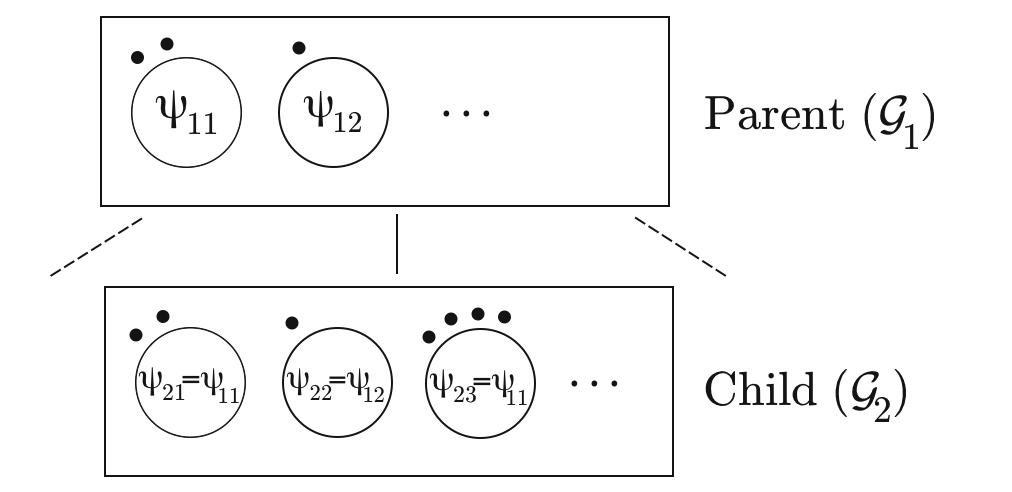 ψ₁₁ ψ₁₂ ... Parent (𝒢₁)
ψ₂₁=ψ₁₁ ψ₂₂=ψ₁₂ ψ₂₃=ψ₁₁ ... Child (𝒢₂)